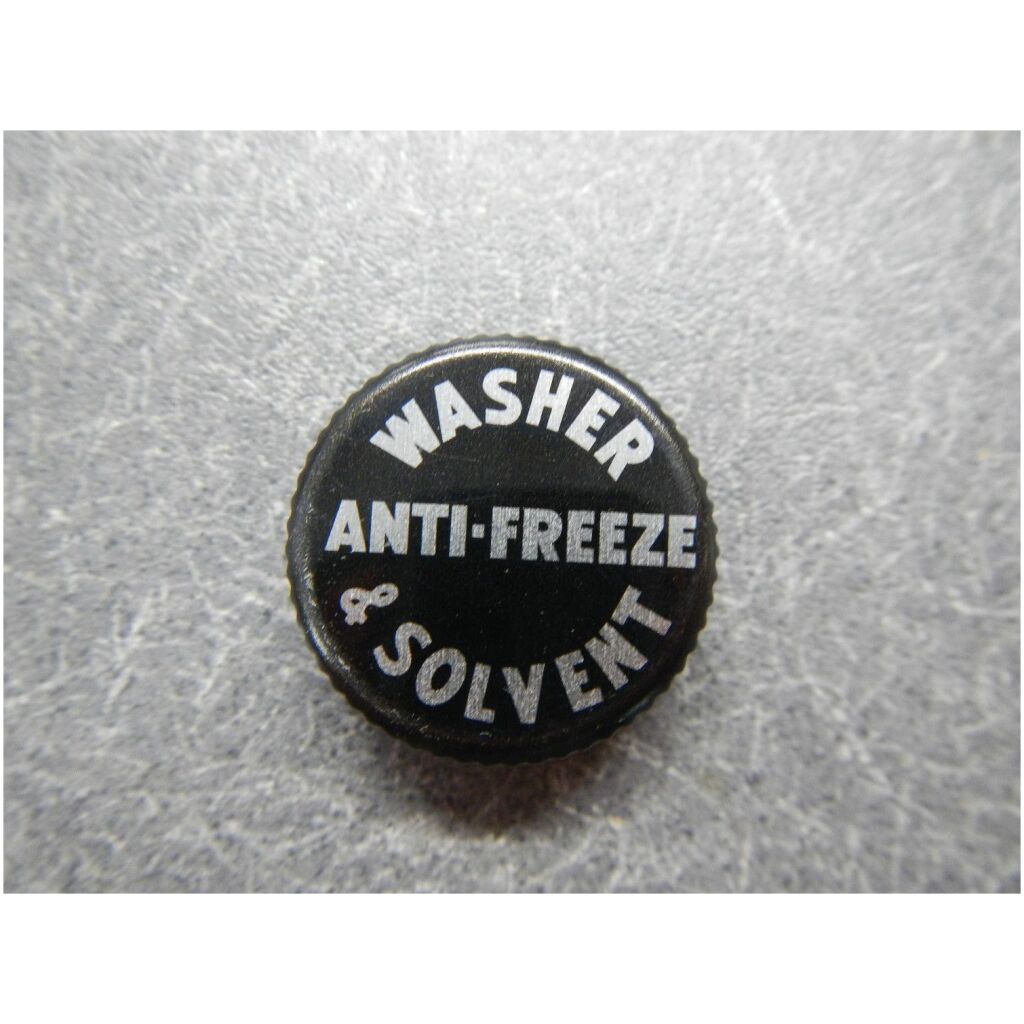 WASHER
ANTI-FREEZE
& SOLVENT